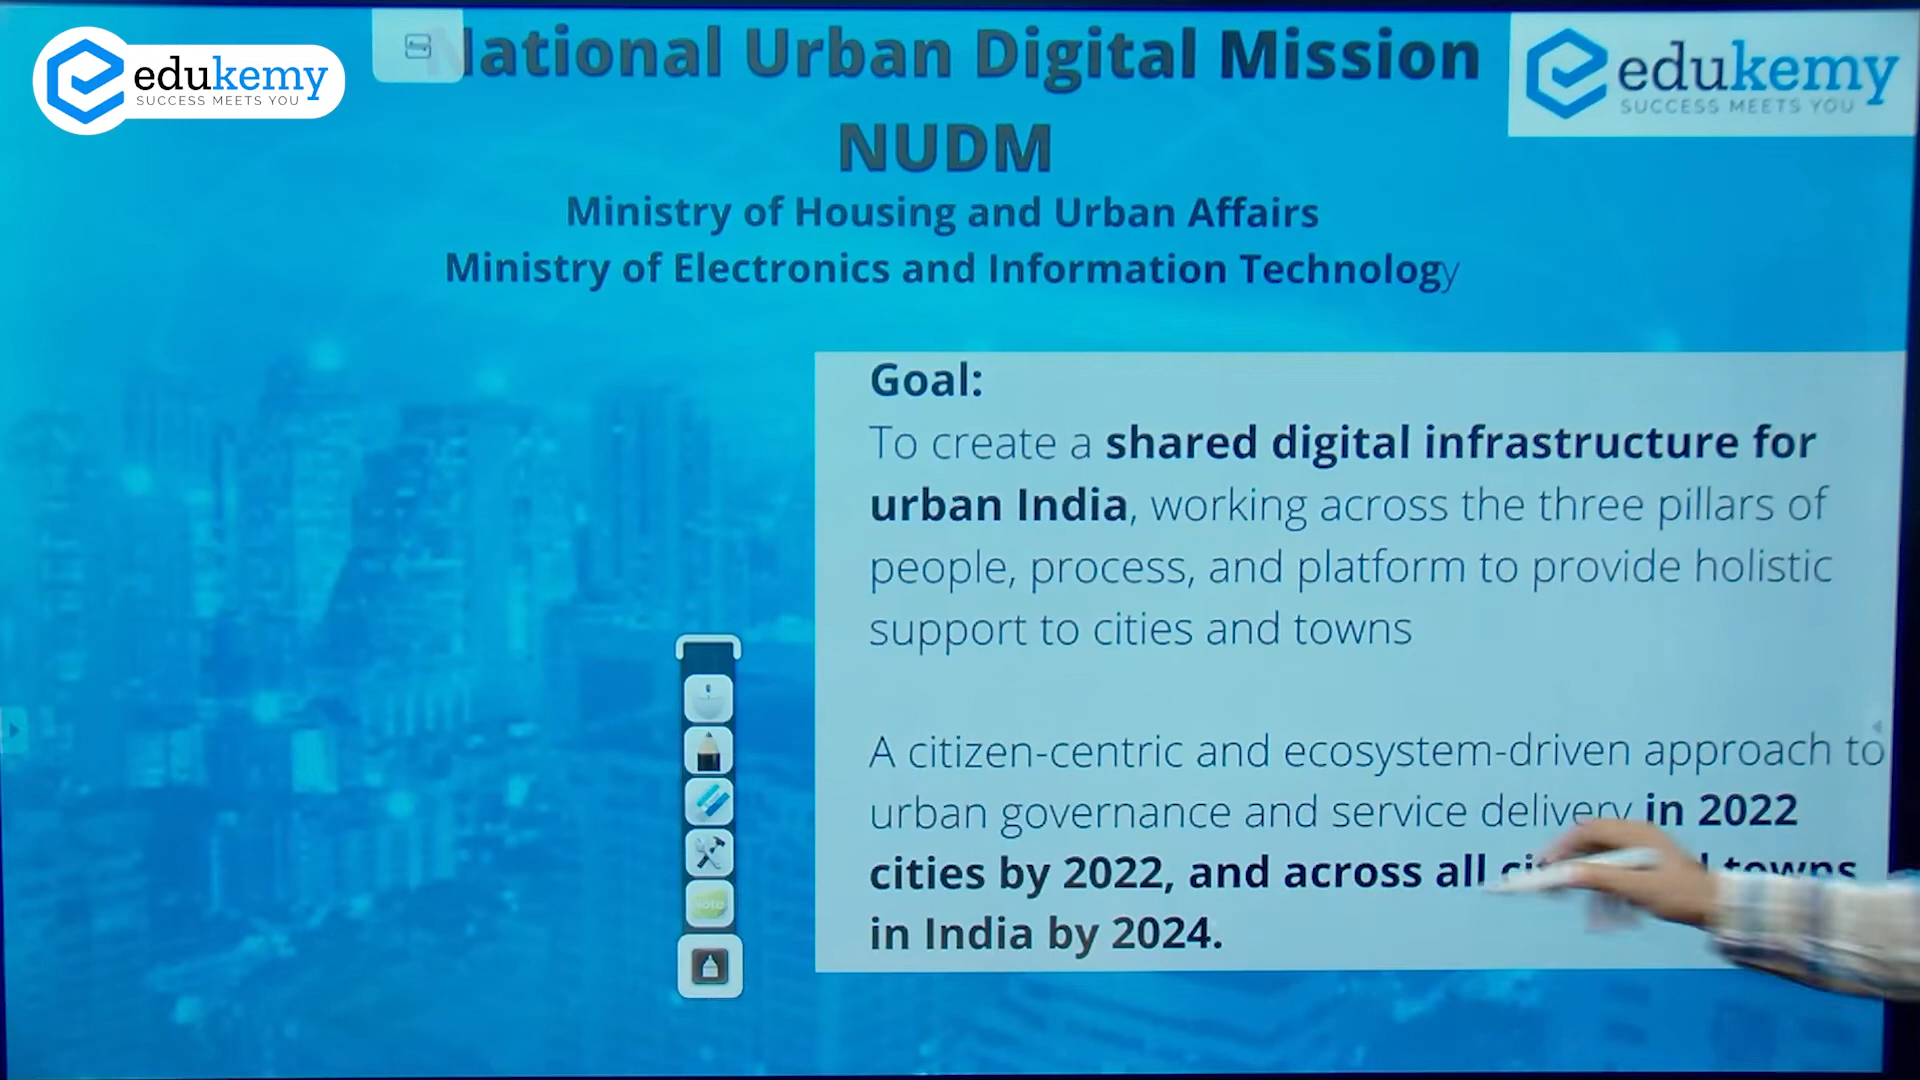 edukemy
SUCCESS MEETS YOU
National Urban Digital Mission
edukemy
SUCCESS MEETS YOU
NUDM
Ministry of Housing and Urban Affairs
Ministry of Electronics and Information Technology
Goal:
To create a shared digital infrastructure for
urban India, working across the three pillars of
people, process, and platform to provide holistic
support to cities and towns
A citizen-centric and ecosystem-driven approach to
urban governance and service delivery in 2022
cities by 2022, and across all towns
in India by 2024.